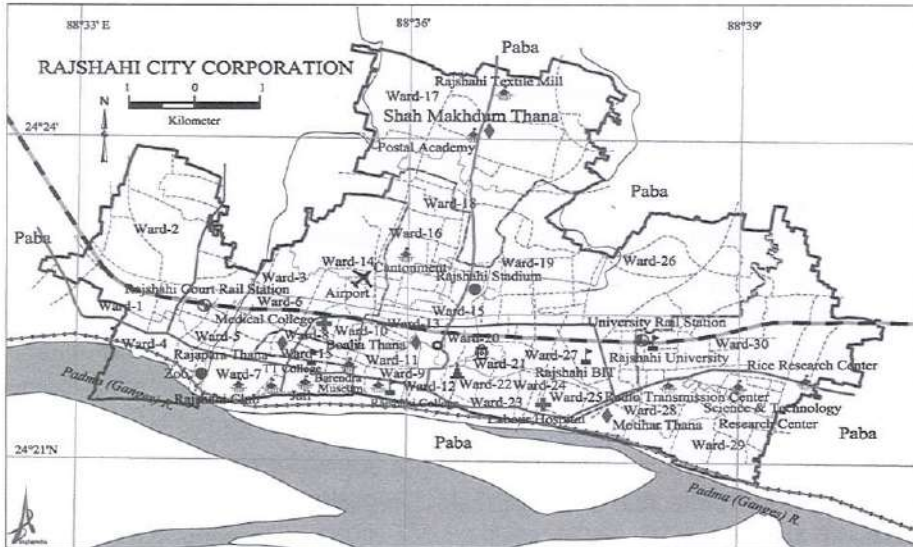 88°33' E
88°36'
88°39'
Paba
RAJSHAHI CITY CORPORATION
1 0 1
Kilometer
N
Rajshahi Textile Mill
Ward-17
Shah Makhdum Thana
24°24'
Postal Academy
Paba
Ward-18
Ward-2
Ward-16
Paba
Ward-14
Cantonment
Ward-19
Ward-26
Ward-3
Rajshahi Stadium
Rajshahi Court Rail Station
Airport
Ward-1
Ward-6
Ward-15
Medical College
Ward-13
University Rail Station
Ward-4
Ward-5
Ward-8
Ward-10
Boalia Thana
Ward-20
Ward-30
Rajapara Thana
Ward-15
Ward-11
Ward-21
Ward-27
Rajshahi University
Rajshahi BIT
Rice Research Center
Zoo
Ward-7
TT College
Barendra Museum
Ward-9
Ward-12
Ward-22
Ward-24
Rajshahi Club
Jail
Rajshahi College
Ward-23
Ward-25
Radio Transmission Center
Ward-28
Science & Technology
Hospital
Motihar Thana
Research Center
Padma (Ganges) R.
Paba
Ward-29
Paba
24°21'N
Padma (Ganges) R.